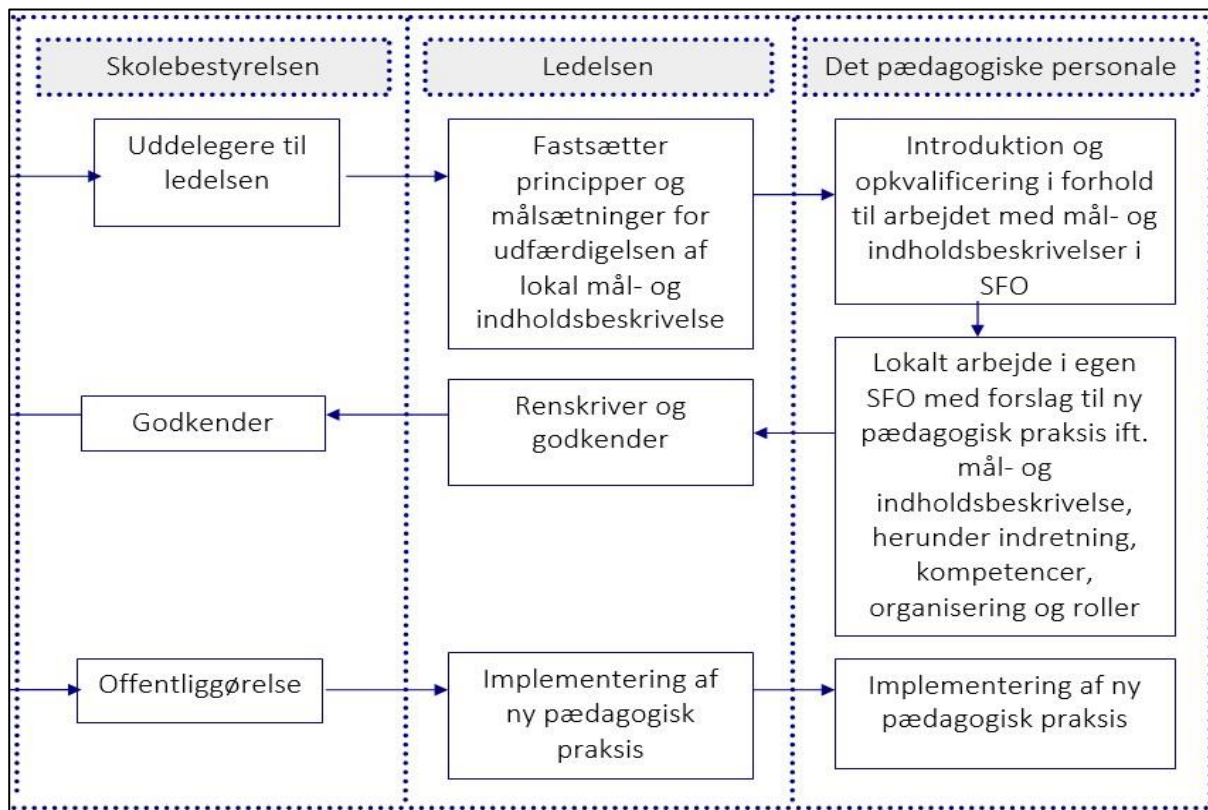 Skolebestyrelsen
Ledelsen
Det pædagogiske personale
Uddelegere til
ledelsen
Fastsætter
principper og
målsætninger for
udfærdigelsen af
lokal mål- og
indholdsbeskrivelse
Introduktion og
opkvalificering i forhold
til arbejdet med mål- og
indholdsbeskrivelser i
SFO
Godkender
Renskriver og
godkender
Lokalt arbejde i egen
SFO med forslag til ny
pædagogisk praksis ift.
mål- og
indholdsbeskrivelse,
herunder indretning,
kompetencer,
organisering og roller
Offentliggørelse
Implementering af
ny pædagogisk
praksis
Implementering af ny
pædagogisk praksis